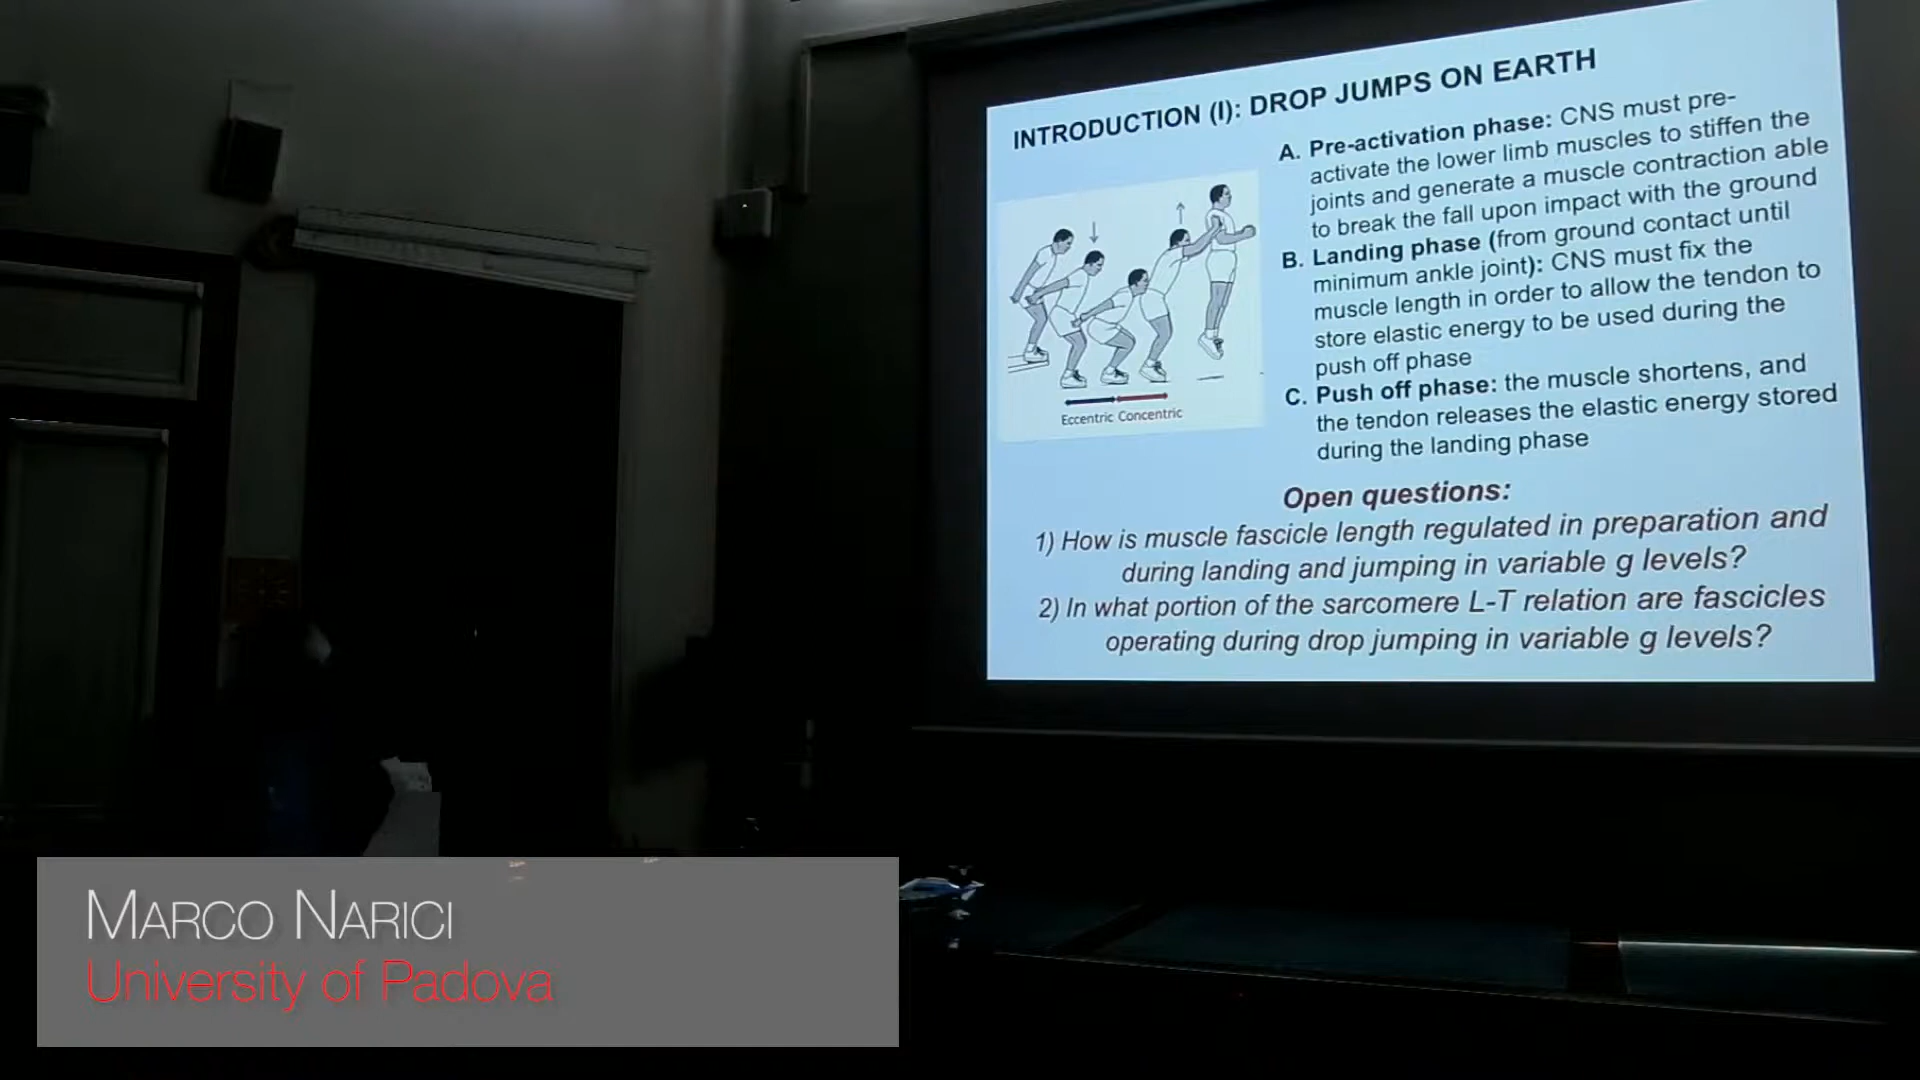 INTRODUCTION (I): DROP JUMPS ON EARTH
A. Pre-activation phase: CNS must pre-
activate the lower limb muscles to stiffen the
joints and generate a muscle contraction able
to break the fall upon impact with the ground
B. Landing phase (from ground contact until
minimum ankle joint): CNS must fix the
muscle length in order to allow the tendon to
store elastic energy to be used during the
push off phase
C. Push off phase: the muscle shortens, and
the tendon releases the elastic energy stored
during the landing phase
Eccentric Concentric
Open questions:
1) How is muscle fascicle length regulated in preparation and
during landing and jumping in variable g levels?
2) In what portion of the sarcomere L-T relation are fascicles
operating during drop jumping in variable g levels?
MARCO NARICI
University of Padova